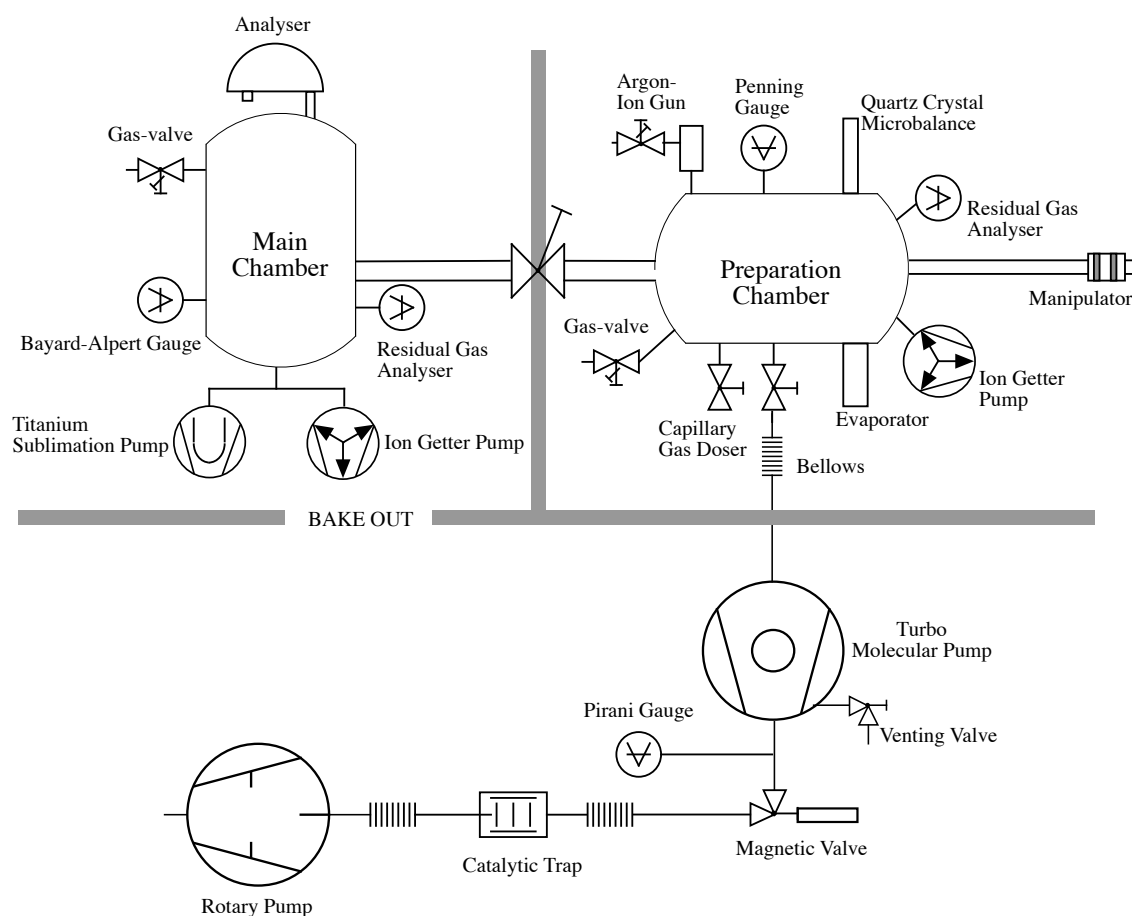 Analyser
Argon-
Ion Gun
Penning
Gauge
Quartz Crystal
Microbalance
Gas-valve
Residual Gas
Analyser
Main
Chamber
Preparation
Chamber
Manipulator
Bayard-Alpert Gauge
Residual Gas
Analyser
Gas-valve
Titanium
Sublimation Pump
Ion Getter Pump
Capillary
Gas Doser
Evaporator
Ion Getter
Pump
Bellows
BAKE OUT
Turbo
Molecular Pump
Pirani Gauge
Venting Valve
Catalytic Trap
Magnetic Valve
Rotary Pump